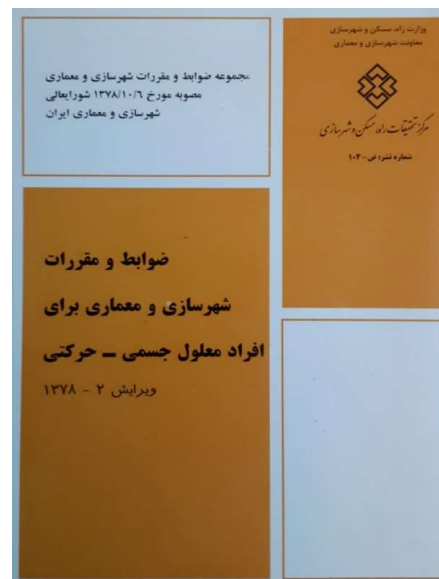 وزارت راه، مسکن و شهرسازی
معاونت شهرسازی و معماری
مرکز تحقیقات راه، مسکن و شهرسازی
شماره نشر: ض-۱۰۴
مجموعه ضوابط و مقررات شهرسازی و معماری
مصوبه مورخ ۱۳۷۸/۱۰/۶ شورایعالی
شهرسازی و معماری ایران
ضوابط و مقررات
شهرسازی و معماری برای
افراد معلول جسمی ــ حرکتی
ویرایش ۲ - ۱۳۷۸